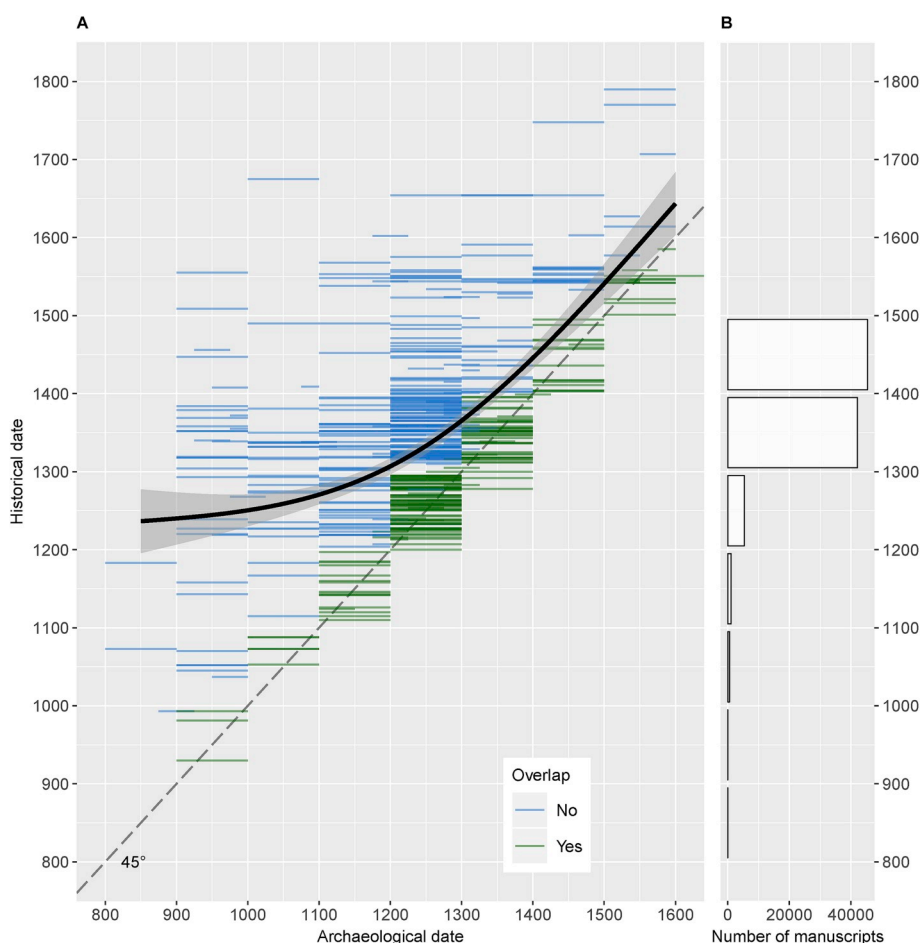 A
B
1800
1700
1600
1500
1400
1300
1200
1100
1000
900
800
Historical date
800 900 1000 1100 1200 1300 1400 1500 1600
Archaeological date
45°
Overlap
No
Yes
1800
1700
1600
1500
1400
1300
1200
1100
1000
900
800
0 20000 40000
Number of manuscripts